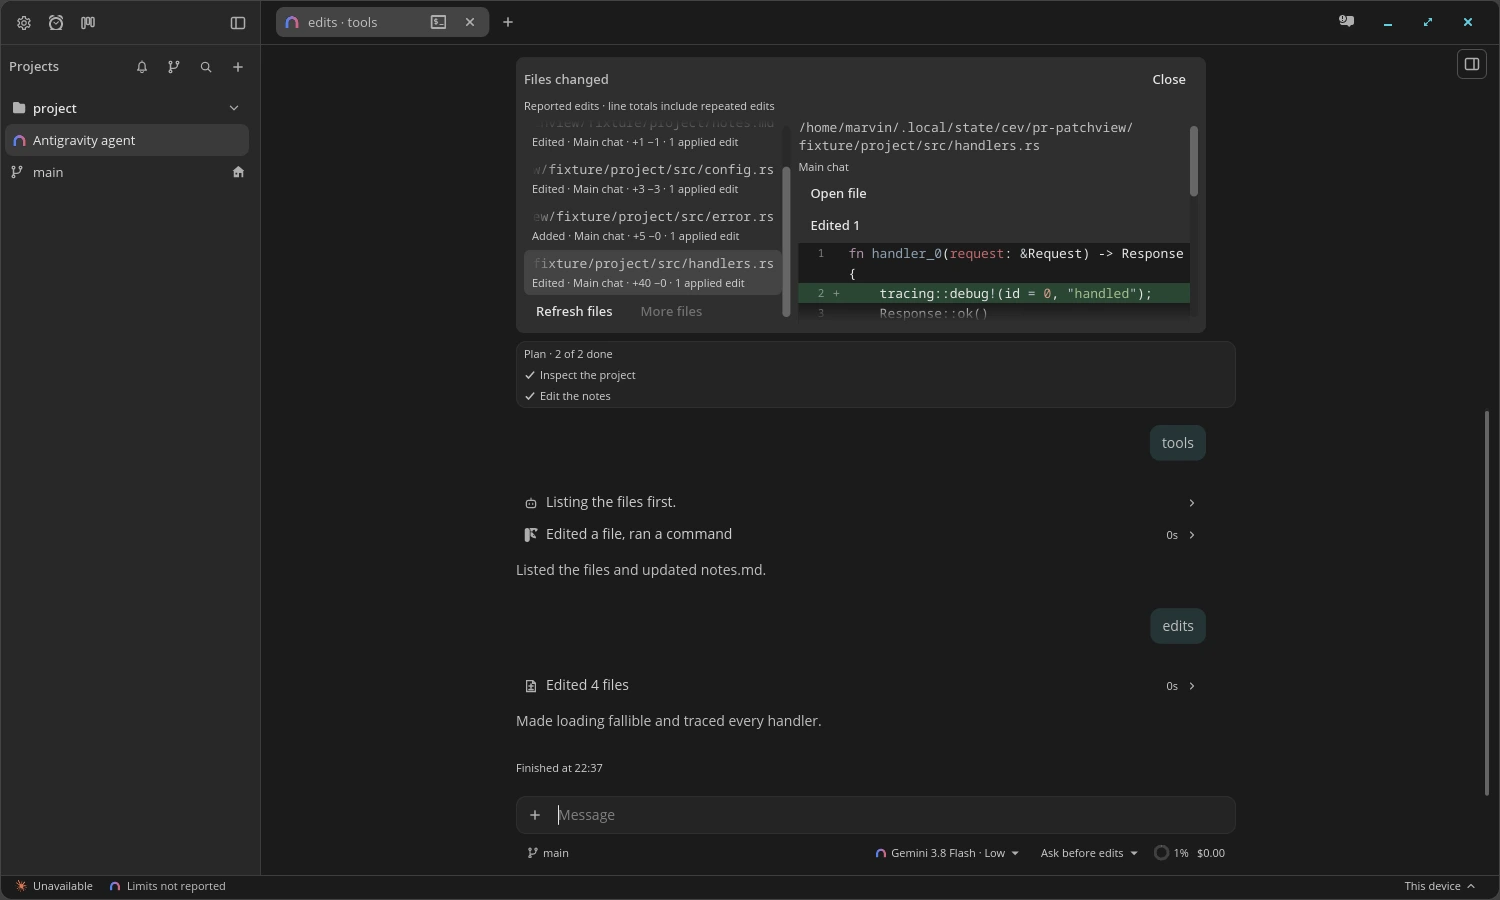 edits · tools
Projects
project
Antigravity agent
main
Files changed
Close
Reported edits · line totals include repeated edits
view/fixture/project/notes.md
Edited · Main chat · +1 −1 · 1 applied edit
w/fixture/project/src/config.rs
Edited · Main chat · +3 −3 · 1 applied edit
ew/fixture/project/src/error.rs
Added · Main chat · +5 −0 · 1 applied edit
fixture/project/src/handlers.rs
Edited · Main chat · +40 −0 · 1 applied edit
Refresh files
More files
/home/marvin/.local/state/cev/pr-patchview/
fixture/project/src/handlers.rs
Main chat
Open file
Edited 1
1 fn handler_0(request: &Request) -> Response
{
2 + tracing::debug!(id = 0, "handled");
3 Response::ok()
Plan · 2 of 2 done
Inspect the project
Edit the notes
tools
Listing the files first.
Edited a file, ran a command
0s
Listed the files and updated notes.md.
edits
Edited 4 files
0s
Made loading fallible and traced every handler.
Finished at 22:37
Message
main
Gemini 3.8 Flash · Low
Ask before edits
1%
$0.00
Unavailable
Limits not reported
This device